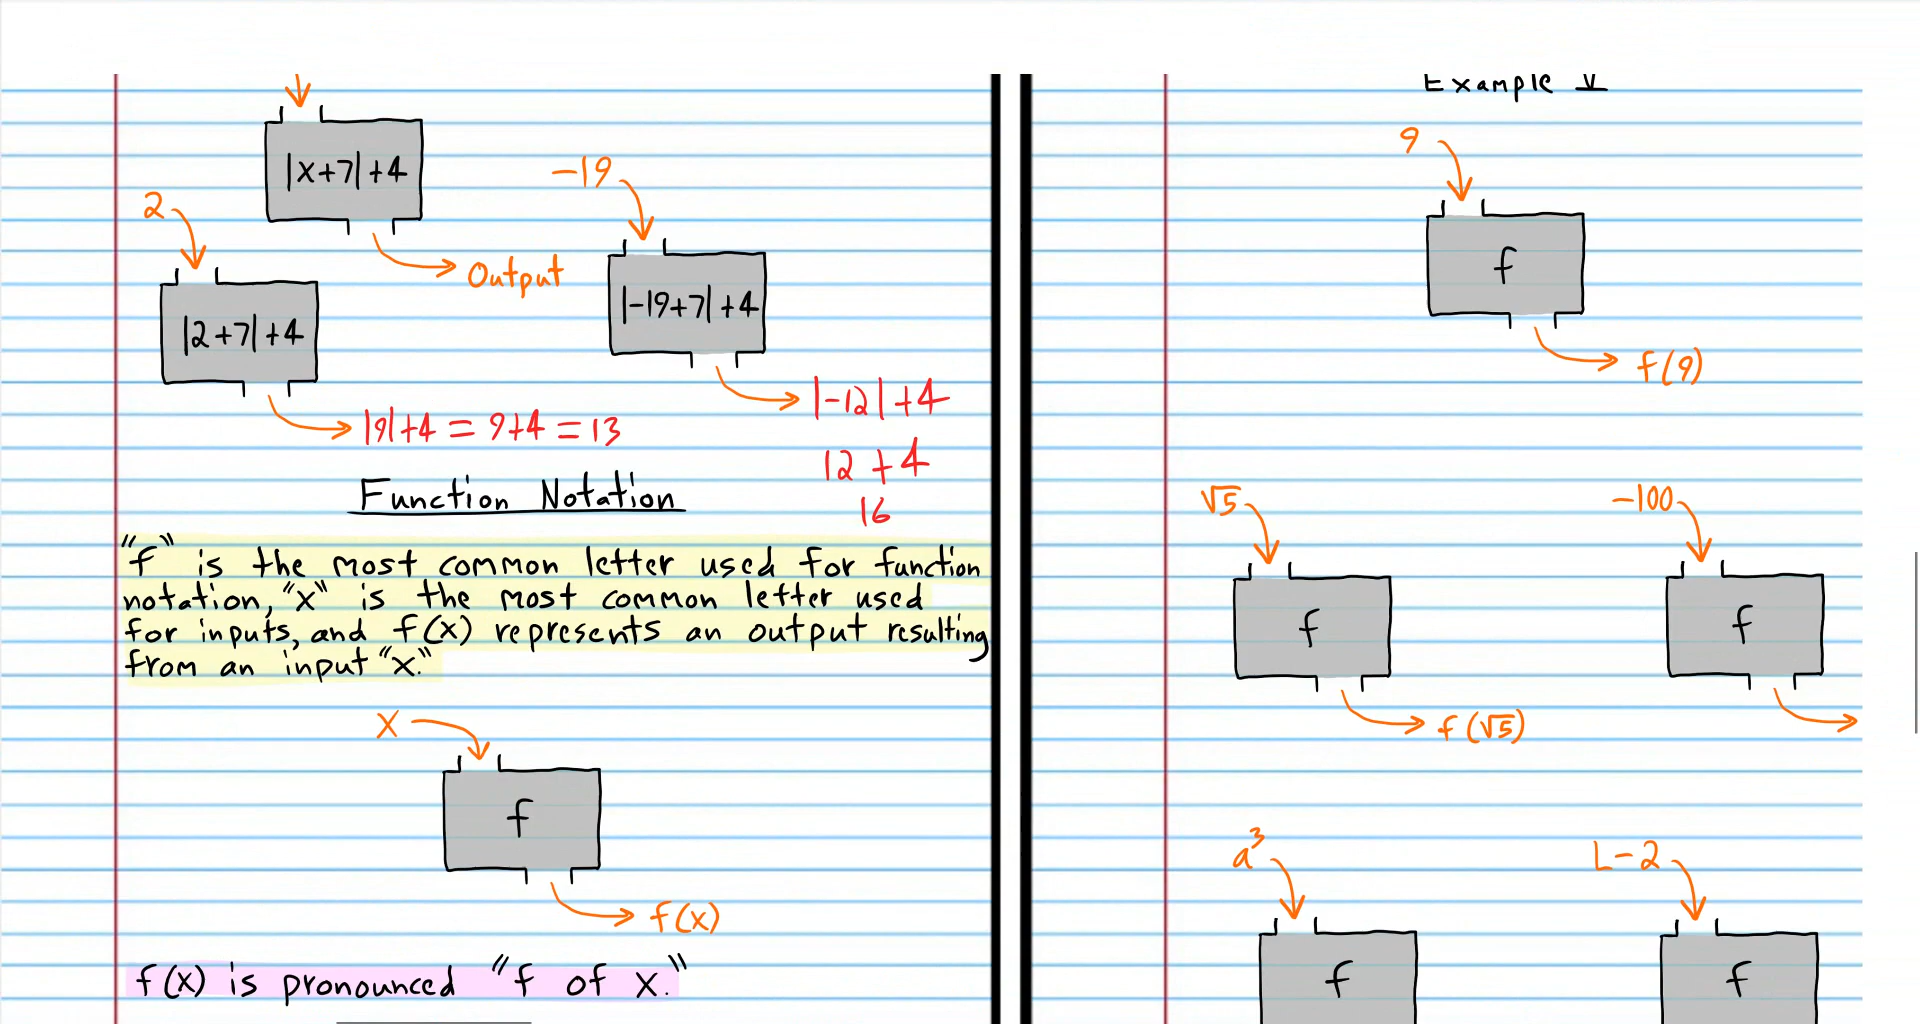 |x+7|+4
-19
2
Output
|-19+7|+4
|2+7|+4
|-12|+4
|9|+4 = 9+4 = 13
12 + 4
16
Function Notation
"f" is the most common letter used for function
notation, "x" is the most common letter used
for inputs, and f(x) represents an output resulting
from an input "x."
x
f
f(x)
f(x) is pronounced "f of x."
Example V
9
f
f(9)
√5
-100
f
f
f(√5)
a³
L-2
f
f